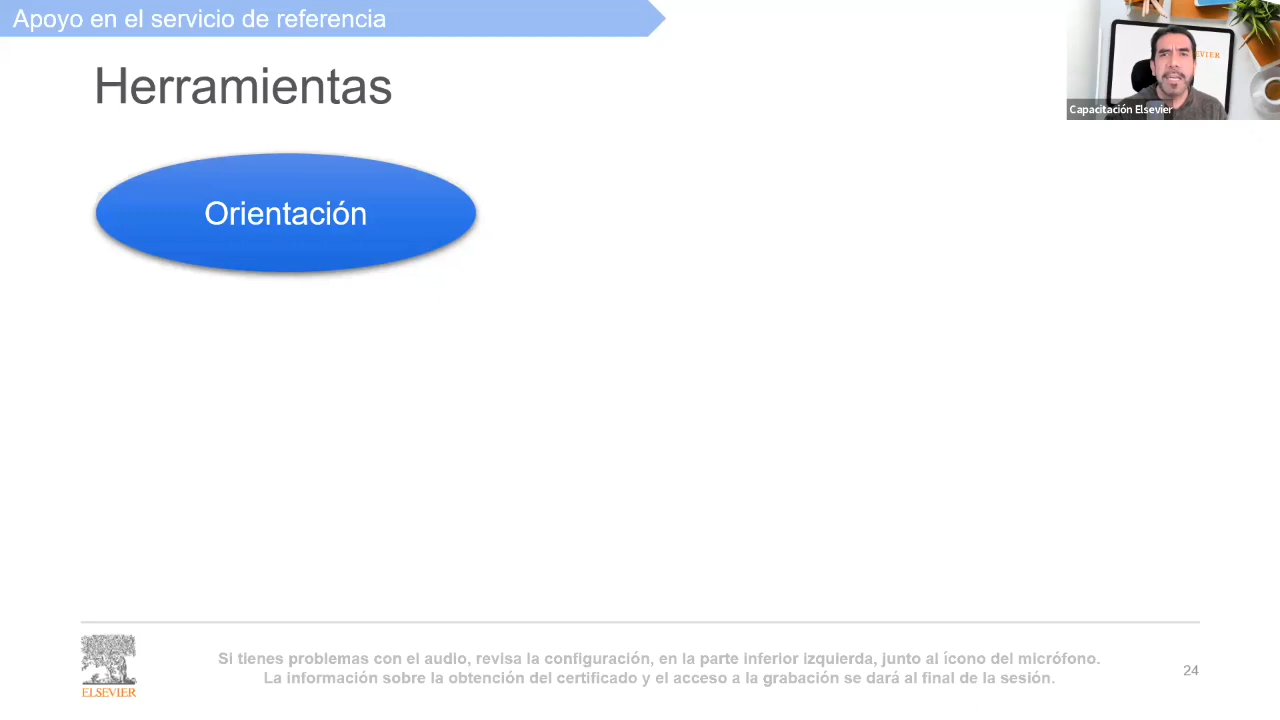 Apoyo en el servicio de referencia
Herramientas
EVIER
Capacitación Elsevier
Orientación
Si tienes problemas con el audio, revisa la configuración, en la parte inferior izquierda, junto al ícono del micrófono.
La información sobre la obtención del certificado y el acceso a la grabación se dará al final de la sesión.
ELSEVIER
24